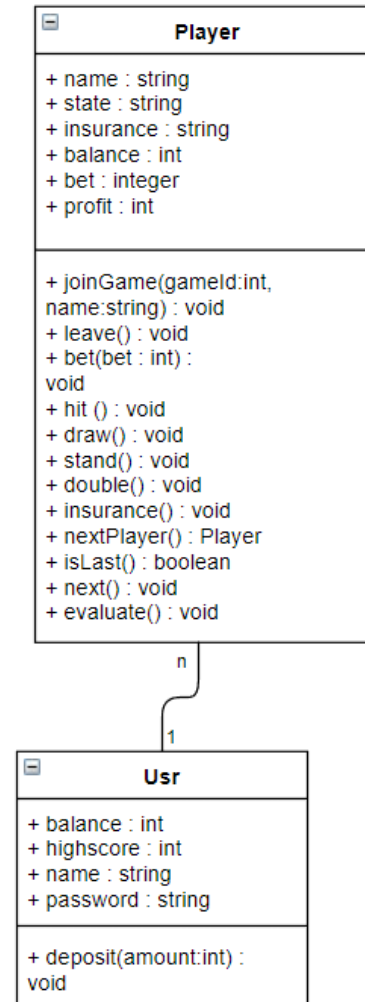 Player
+ name : string
+ state : string
+ insurance : string
+ balance : int
+ bet : integer
+ profit : int
+ joinGame(gameId:int,
name:string) : void
+ leave() : void
+ bet(bet : int) :
void
+ hit () : void
+ draw() : void
+ stand() : void
+ double() : void
+ insurance() : void
+ nextPlayer() : Player
+ isLast() : boolean
+ next() : void
+ evaluate() : void
n
1
Usr
+ balance : int
+ highscore : int
+ name : string
+ password : string
+ deposit(amount:int) :
void